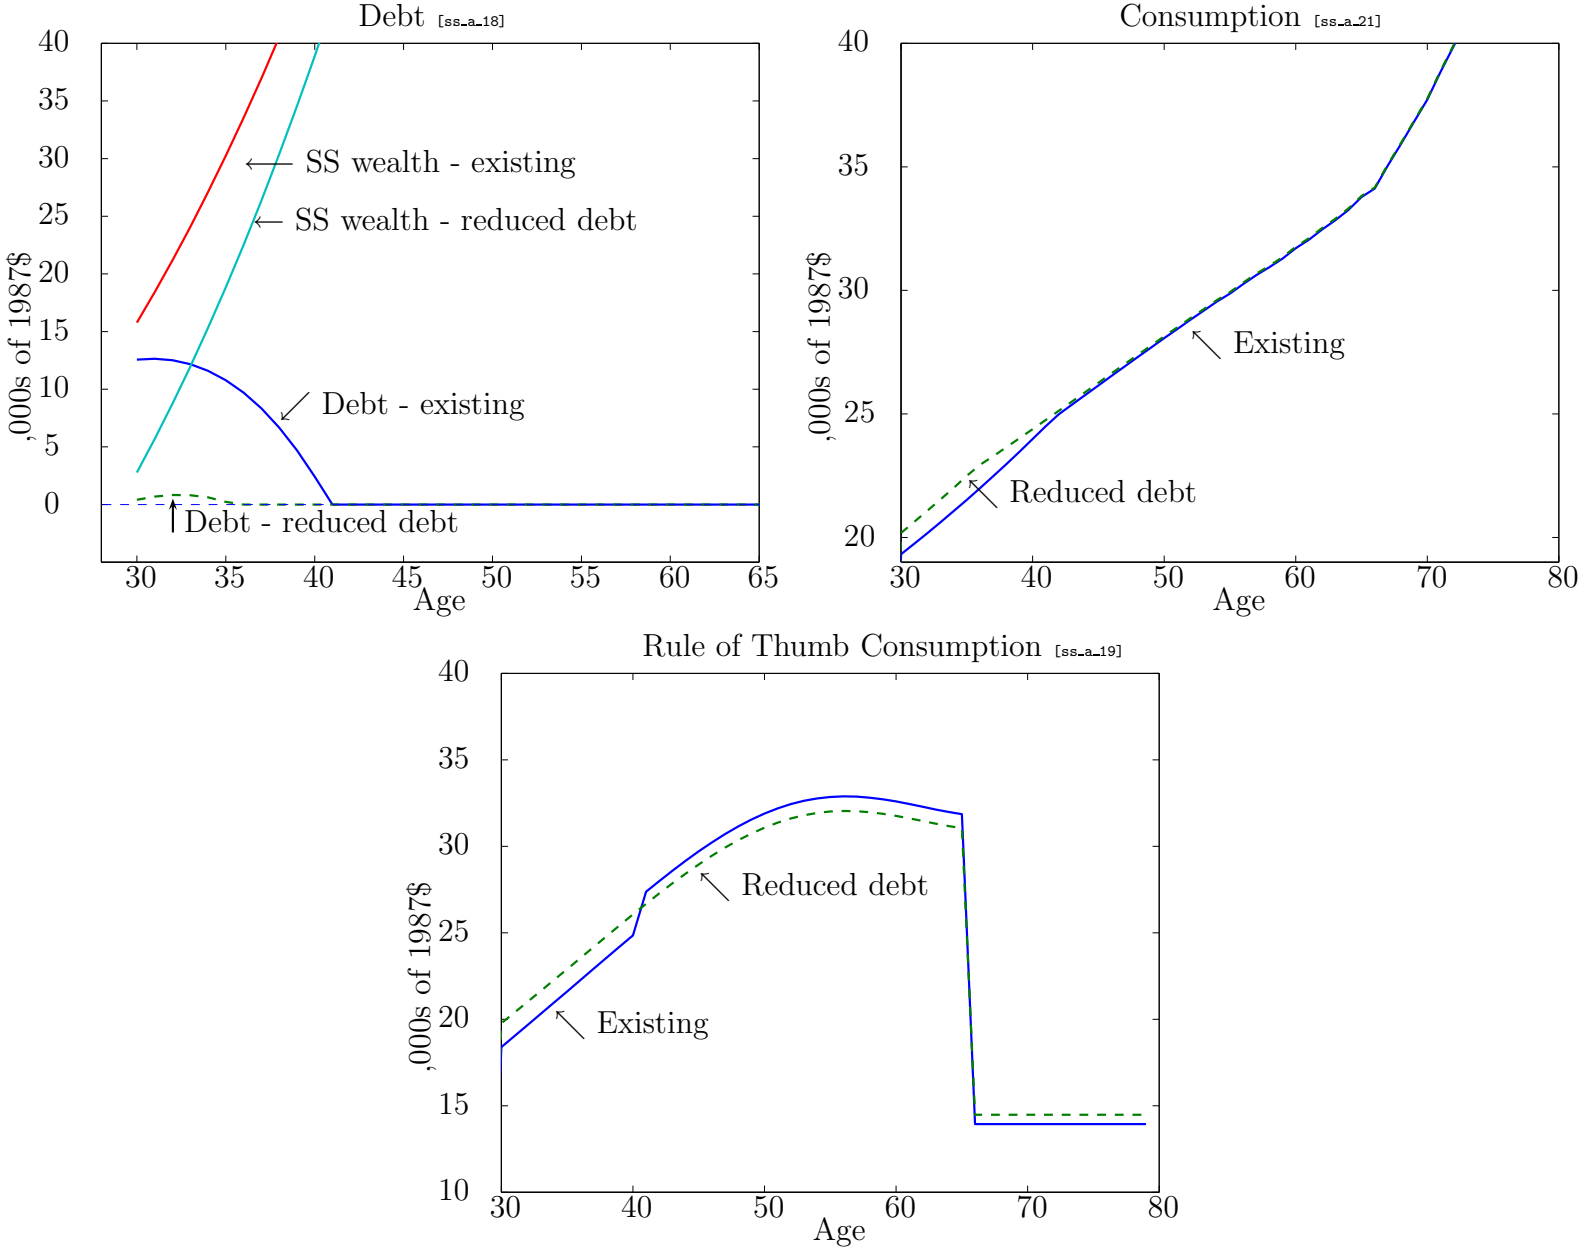 Debt [ss_a_18]
40
35
30
25
20
15
10
5
0
,000s of 1987$
SS wealth - existing
SS wealth - reduced debt
Debt - existing
Debt - reduced debt
30 35 40 45 50 55 60 65
Age
Consumption [ss_a_21]
40
35
30
25
20
,000s of 1987$
Existing
Reduced debt
30 40 50 60 70 80
Age
Rule of Thumb Consumption [ss_a_19]
40
35
30
25
20
15
10
,000s of 1987$
Reduced debt
Existing
30 40 50 60 70 80
Age